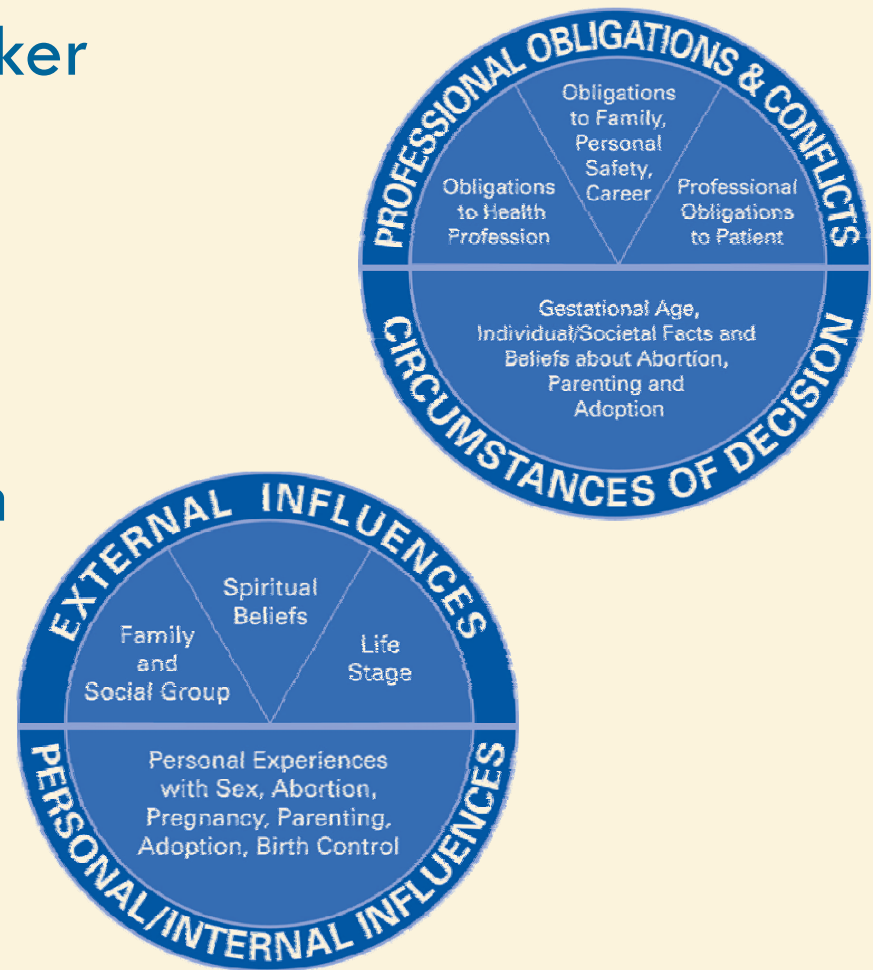 ker
PROFESSIONAL OBLIGATIONS & CONFLICTS
Obligations
to Family,
Personal
Safety,
Career
Obligations
to Health
Profession
Professional
Obligations
to Patient
Gestational Age,
Individual/Societal Facts and
Beliefs about Abortion,
Parenting and
Adoption
CIRCUMSTANCES OF DECISION
EXTERNAL INFLUENCES
Spiritual
Beliefs
Family
and
Social Group
Life
Stage
Personal Experiences
with Sex, Abortion,
Pregnancy, Parenting,
Adoption, Birth Control
PERSONAL/INTERNAL INFLUENCES